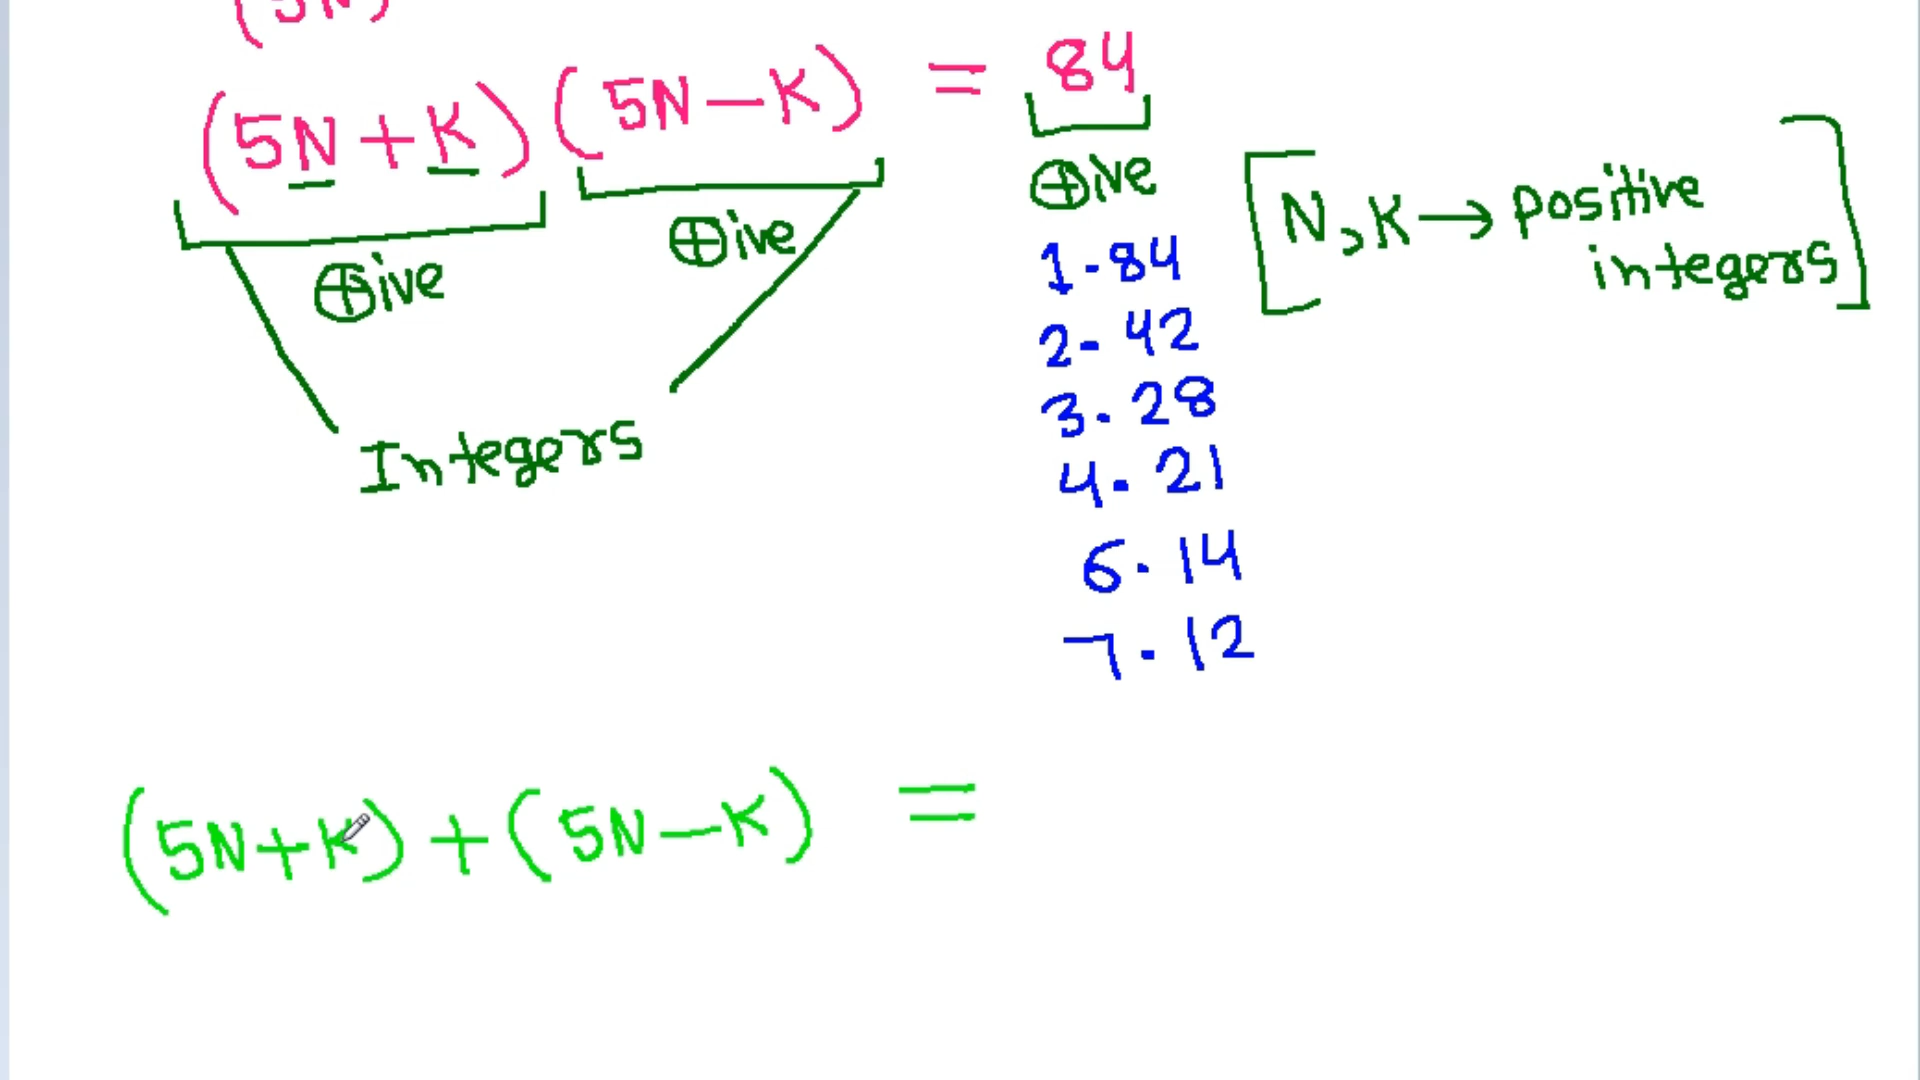 (5N)
(5N+K)(5N-K) = 84
⊕ive ⊕ive ⊕ive
[N,K→positive integers]
Integers
1·84
2·42
3·28
4·21
6·14
7·12
(5N+K)+(5N-K) =